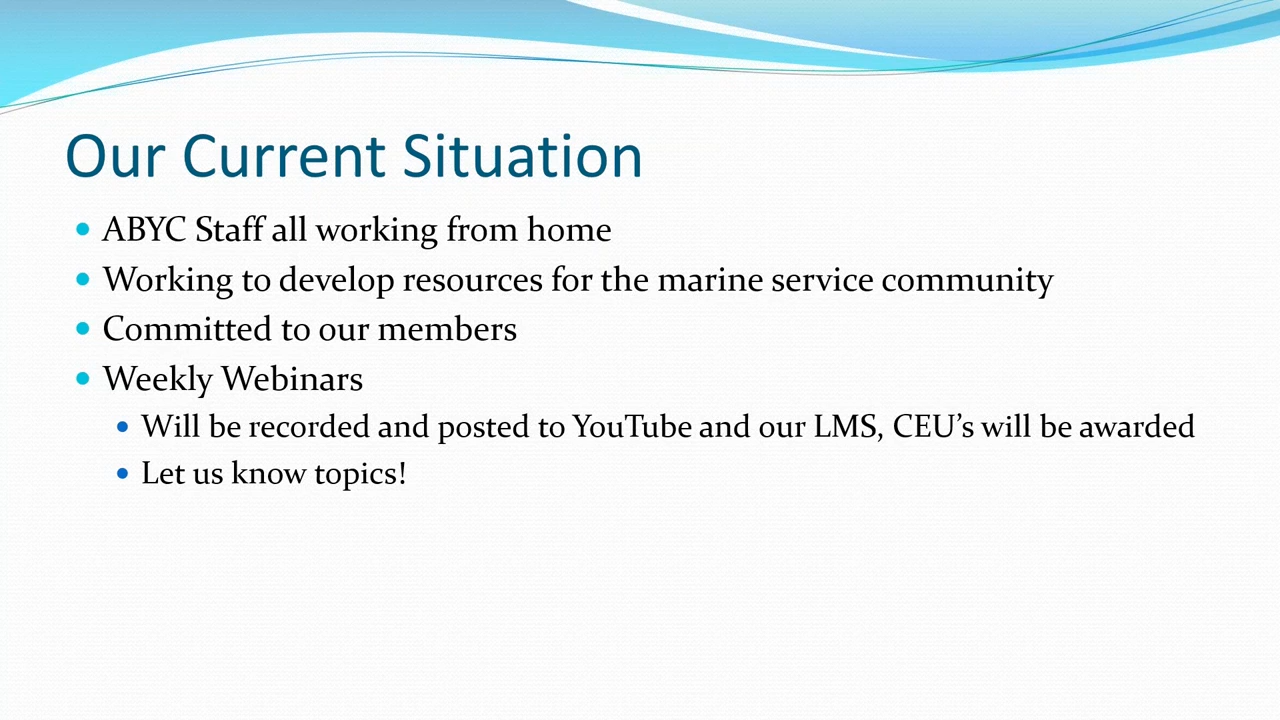 Our Current Situation
ABYC Staff all working from home
Working to develop resources for the marine service community
Committed to our members
Weekly Webinars
Will be recorded and posted to YouTube and our LMS, CEU’s will be awarded
Let us know topics!